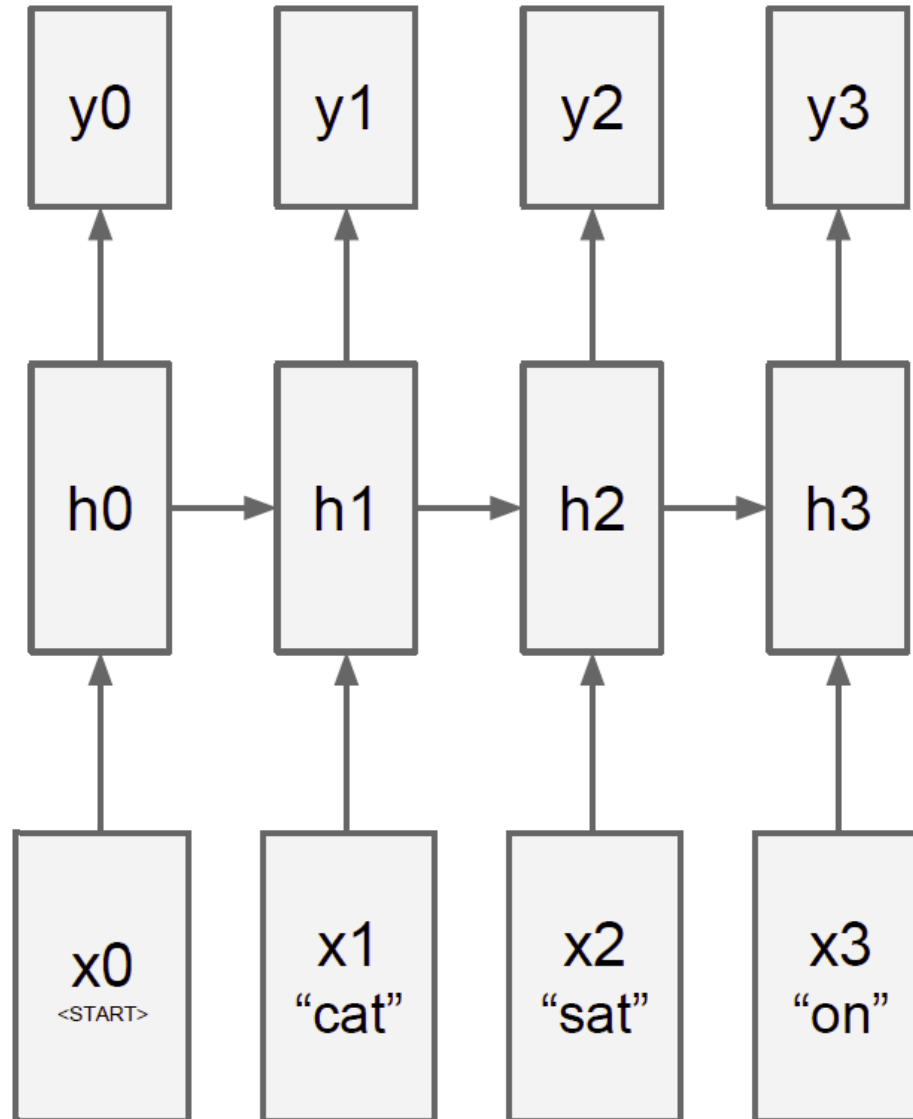 y0 y1 y2 y3
h0 h1 h2 h3
x0 x1 x2 x3
<START> “cat” “sat” “on”